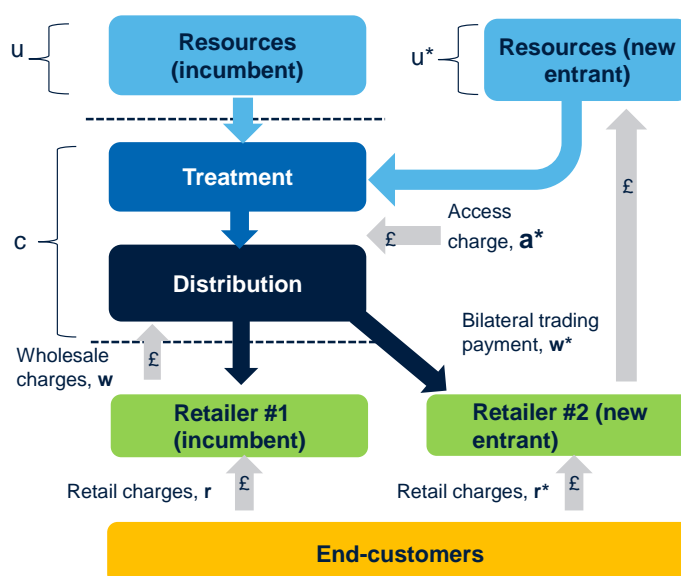 u
Resources
(incumbent)
u*
Resources (new
entrant)
Treatment
£
Access
charge, a*
£
c
Distribution
Wholesale
charges, w
£
Bilateral trading
payment, w*
Retailer #1
(incumbent)
Retailer #2 (new
entrant)
Retail charges, r
£
Retail charges, r*
£
End-customers